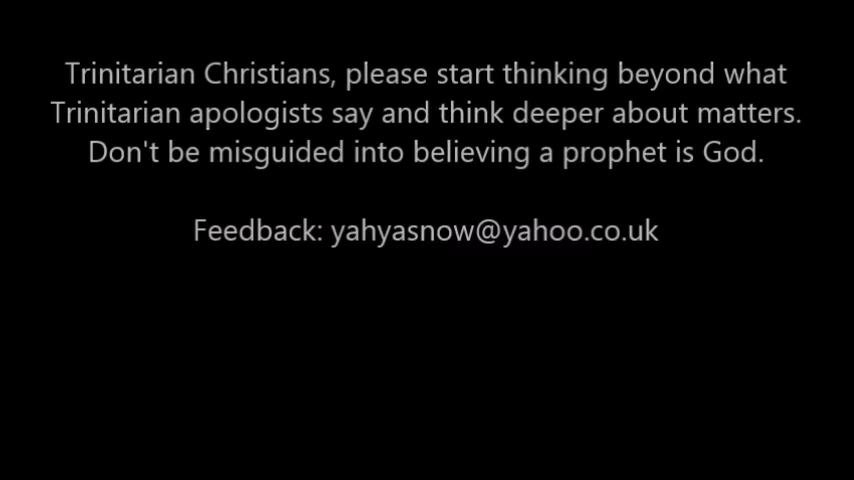 Trinitarian Christians, please start thinking beyond what
Trinitarian apologists say and think deeper about matters.
Don't be misguided into believing a prophet is God.
Feedback: yahyasnow@yahoo.co.uk